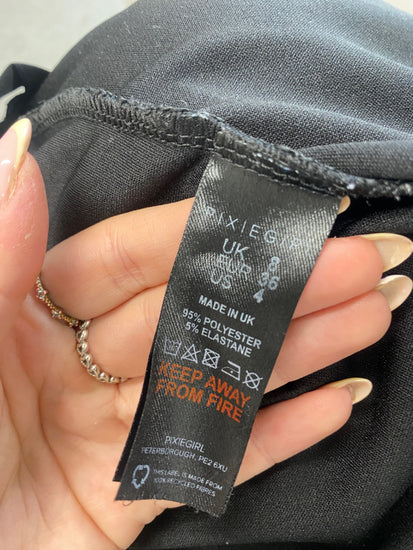 PIXIEGIRL
UK 8
EUR 36
US 4
MADE IN UK
95% POLYESTER
5% ELASTANE
KEEP AWAY
FROM FIRE
PIXIEGIRL
PETERBOROUGH, PE2 6XU
THIS LABEL IS MADE FROM
100% RECYCLED FIBRES